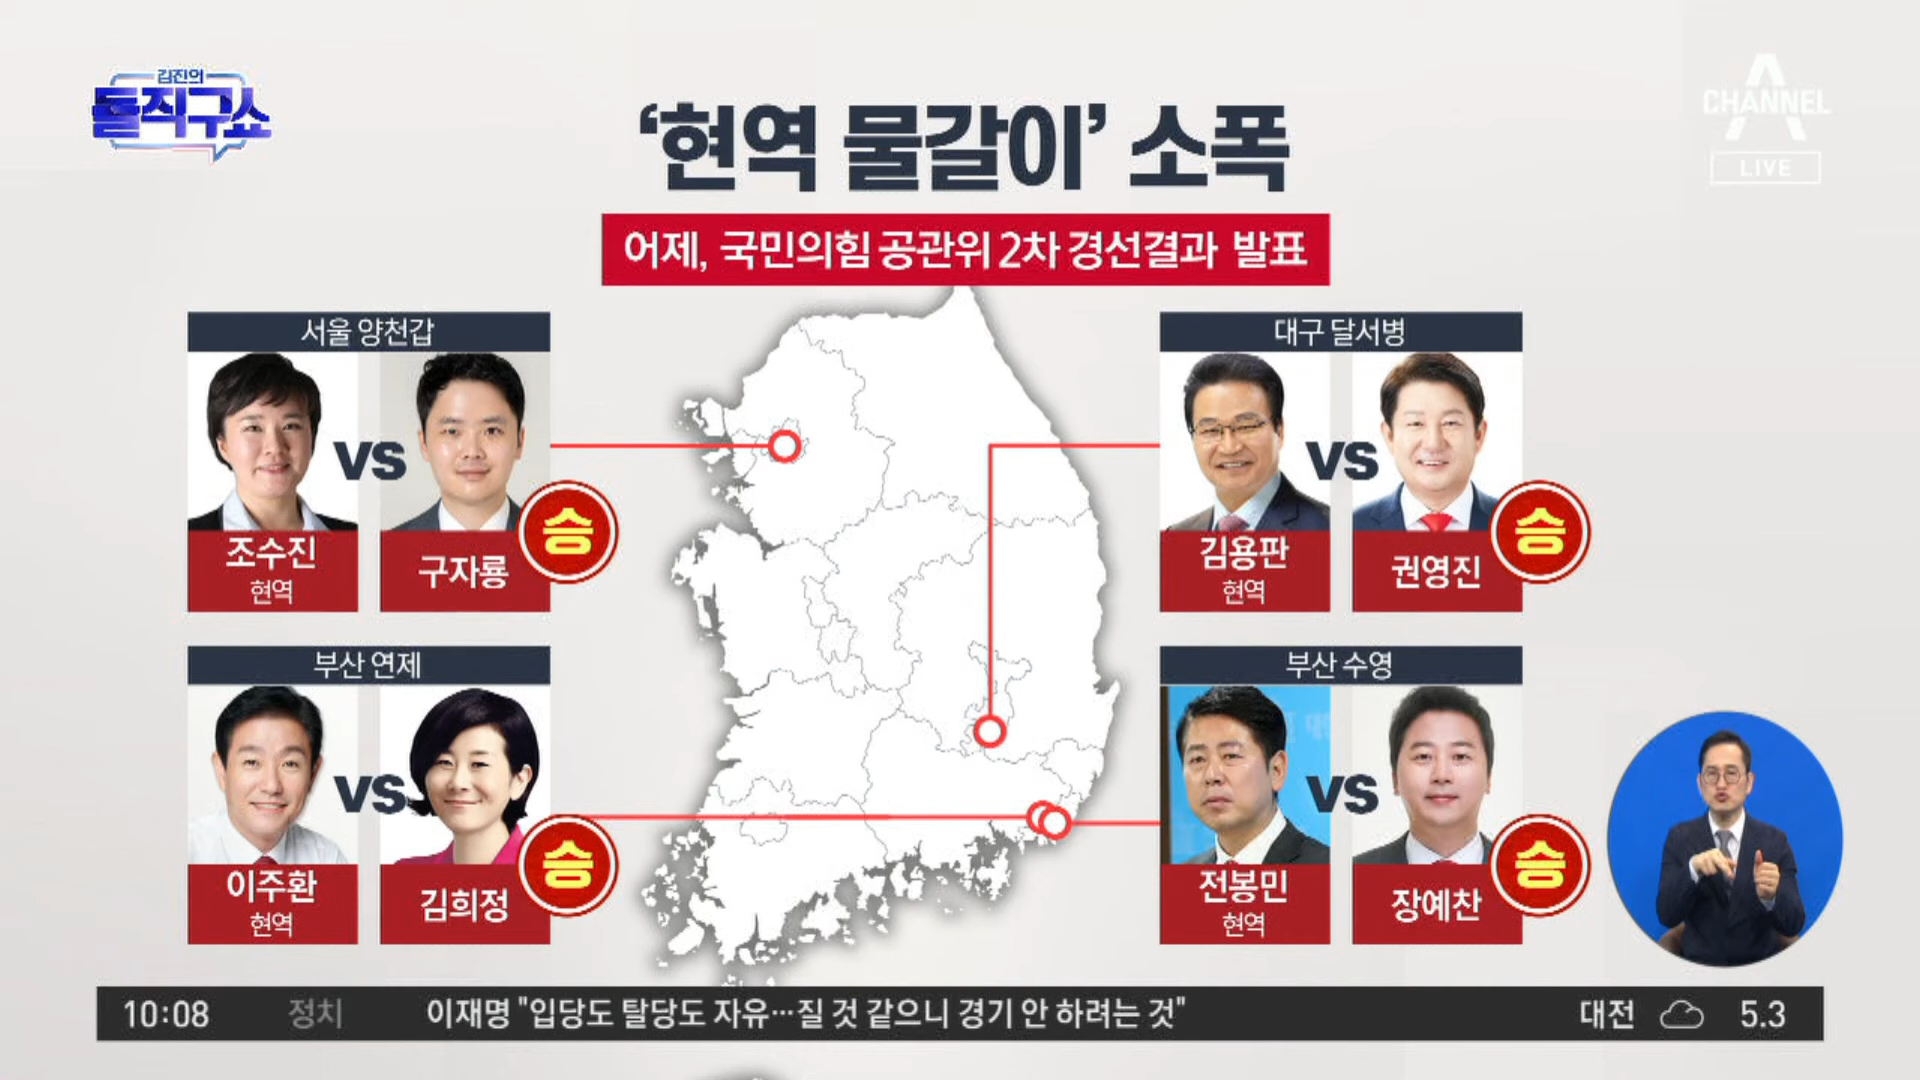 김진의
돌직구쇼
CHANNEL A
LIVE
‘현역 물갈이’ 소폭
어제, 국민의힘 공관위 2차 경선결과 발표
서울 양천갑
조수진
현역
vs
구자룡
승
대구 달서병
김용판
현역
vs
권영진
승
부산 연제
이주환
현역
vs
김희정
승
부산 수영
전봉민
현역
vs
장예찬
승
10:08 정치 이재명 "입당도 탈당도 자유…질 것 같으니 경기 안 하려는 것" 대전 5.3